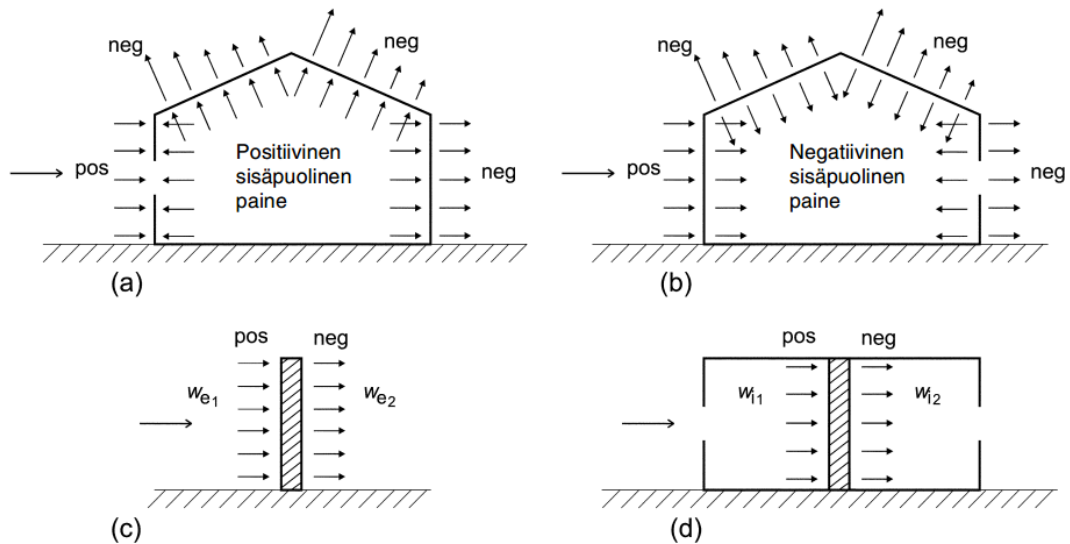 neg
neg
pos
Positiivinen
sisäpuolinen
paine
neg
(a)
neg
neg
pos
Negatiivinen
sisäpuolinen
paine
neg
(b)
pos
neg
we1
we2
(c)
pos
neg
wi1
wi2
(d)